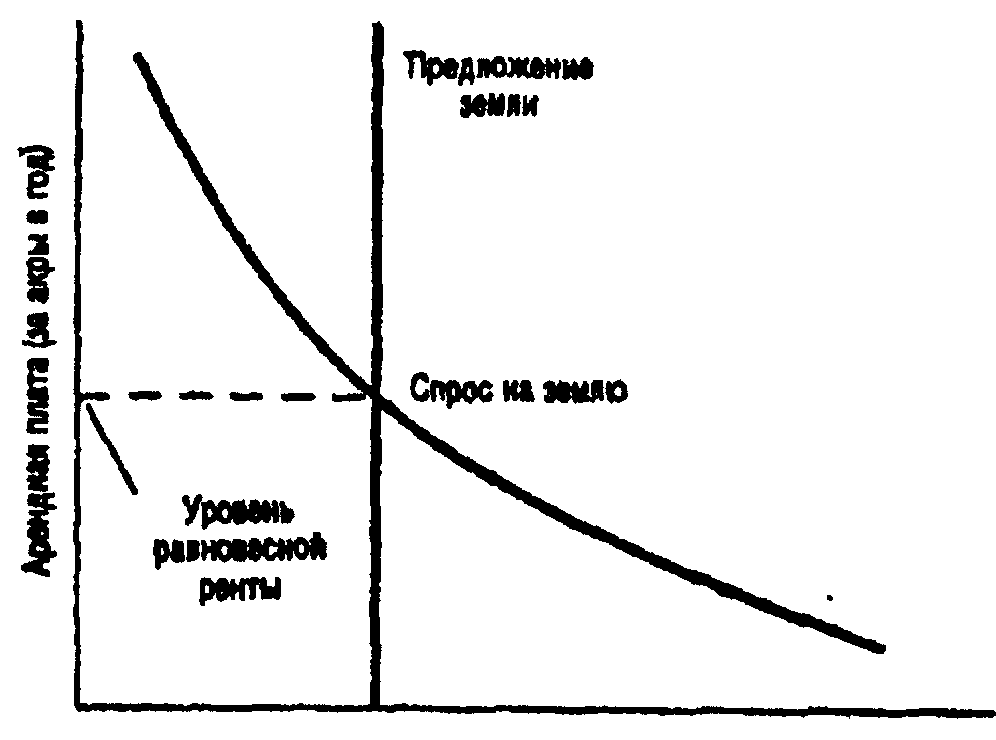 Предложение
земли
Арендная плата (за акры в год)
Спрос на землю
Уровень
равновесной
ренты